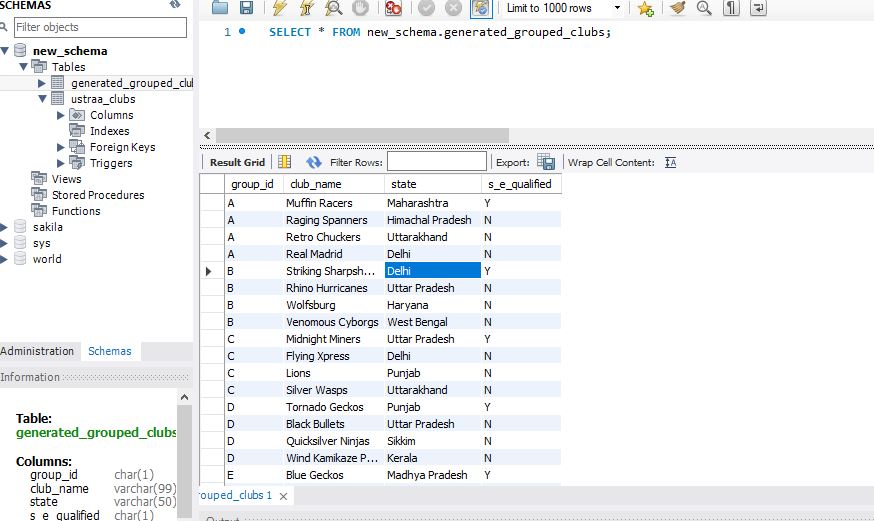 SCHEMAS
Filter objects
new_schema
Tables
generated_grouped_clu
ustraa_clubs
Columns
Indexes
Foreign Keys
Triggers
Views
Stored Procedures
Functions
sakila
sys
world
Administration Schemas
Information
Table:
generated_grouped_clubs
Columns:
group_id char(1)
club_name varchar(99)
state varchar(50)
s_e_qualified char(1)
Limit to 1000 rows
1 SELECT * FROM new_schema.generated_grouped_clubs;
Result Grid Filter Rows: Export: Wrap Cell Content: IA
group_id club_name state s_e_qualified
A Muffin Racers Maharashtra Y
A Raging Spanners Himachal Pradesh N
A Retro Chuckers Uttarakhand N
A Real Madrid Delhi N
B Striking Sharpsh... Delhi Y
B Rhino Hurricanes Uttar Pradesh N
B Wolfsburg Haryana N
B Venomous Cyborgs West Bengal N
C Midnight Miners Uttar Pradesh Y
C Flying Xpress Delhi N
C Lions Punjab N
C Silver Wasps Uttarakhand N
D Tornado Geckos Punjab Y
D Black Bullets Uttar Pradesh N
D Quicksilver Ninjas Sikkim N
D Wind Kamikaze P... Kerala N
E Blue Geckos Madhya Pradesh Y
rouped_clubs 1
Output